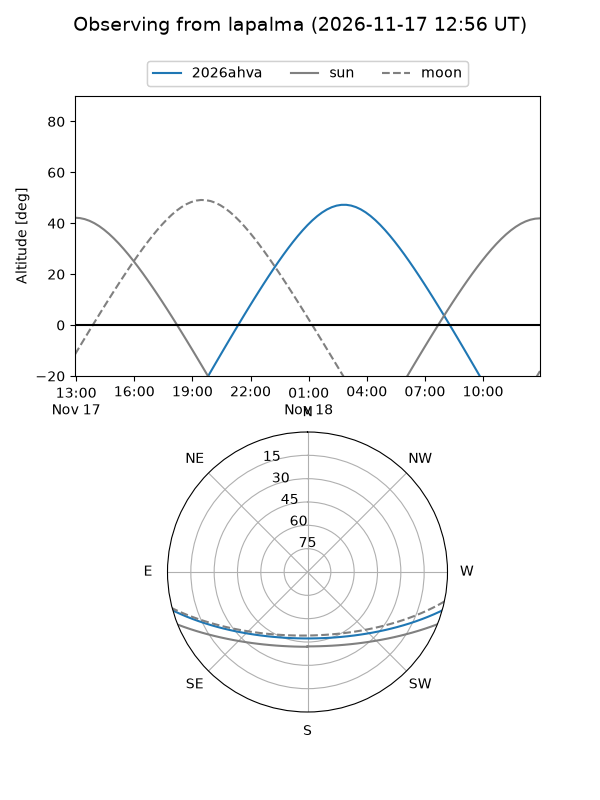 Observing from lapalma (2026-11-17 12:56 UT)
2026ahva sun moon
Altitude [deg]
80
60
40
20
0
−20
13:00 16:00 19:00 22:00 01:00 04:00 07:00 10:00
Nov 17 Nov 18
N
NE NW
15
30
45
60
75
E W
SE SW
S